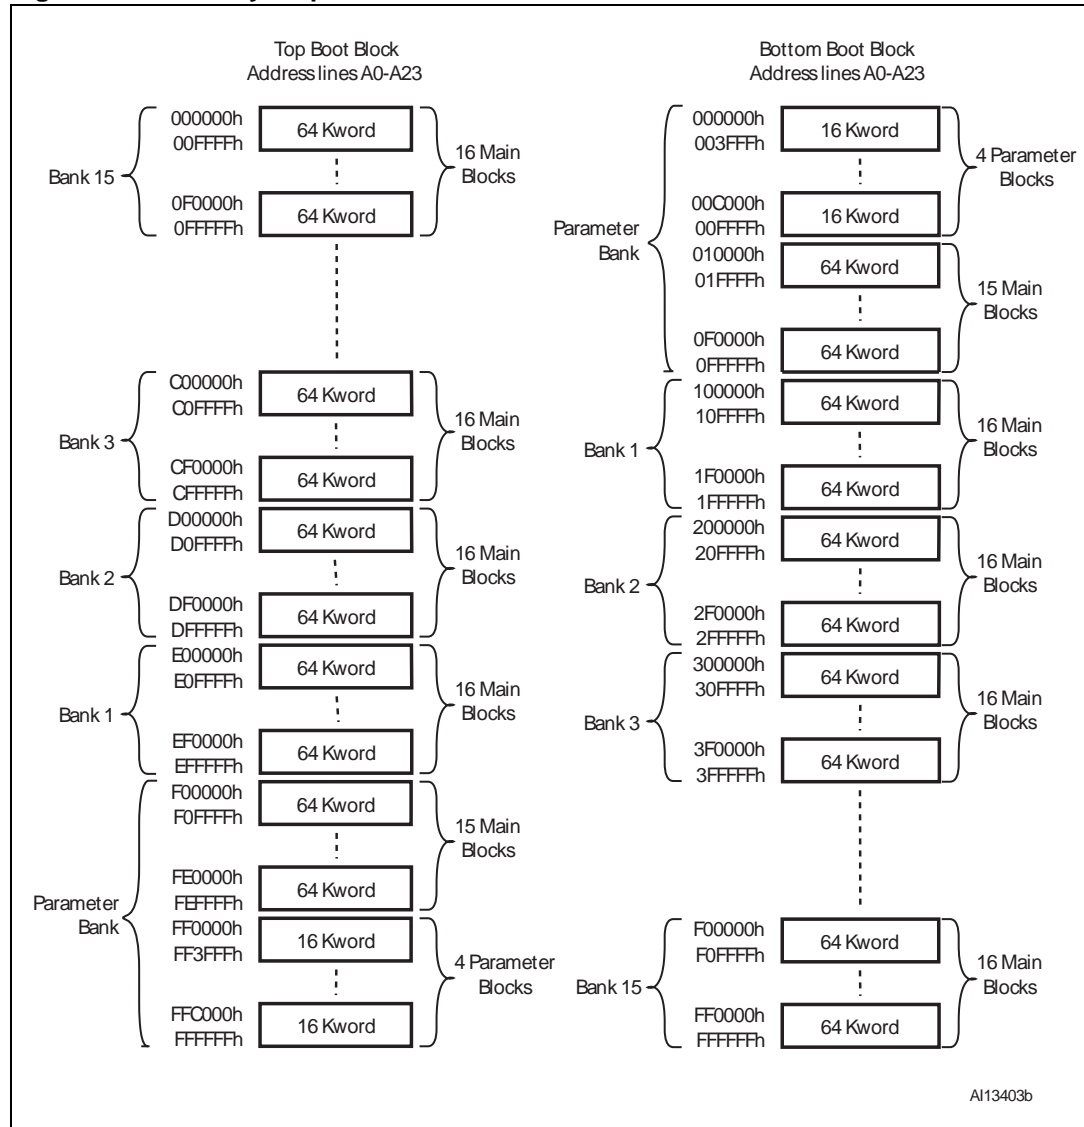 Top Boot Block
Address lines A0-A23
Bank 15
000000h
00FFFFh
64 Kword
0F0000h
0FFFFFh
64 Kword
16 Main
Blocks
Bank 3
C00000h
C0FFFFh
64 Kword
CF0000h
CFFFFFh
64 Kword
16 Main
Blocks
Bank 2
D00000h
D0FFFFh
64 Kword
DF0000h
DFFFFFh
64 Kword
16 Main
Blocks
Bank 1
E00000h
E0FFFFh
64 Kword
EF0000h
EFFFFFh
64 Kword
16 Main
Blocks
Parameter
Bank
F00000h
F0FFFFh
64 Kword
FE0000h
FEFFFFh
64 Kword
15 Main
Blocks
FF0000h
FF3FFFh
16 Kword
FFC000h
FFFFFFh
16 Kword
4 Parameter
Blocks
Bottom Boot Block
Address lines A0-A23
Parameter
Bank
000000h
003FFFh
16 Kword
00C000h
00FFFFh
16 Kword
4 Parameter
Blocks
010000h
01FFFFh
64 Kword
0F0000h
0FFFFFh
64 Kword
15 Main
Blocks
Bank 1
100000h
10FFFFh
64 Kword
1F0000h
1FFFFFh
64 Kword
16 Main
Blocks
Bank 2
200000h
20FFFFh
64 Kword
2F0000h
2FFFFFh
64 Kword
16 Main
Blocks
Bank 3
300000h
30FFFFh
64 Kword
3F0000h
3FFFFFh
64 Kword
16 Main
Blocks
Bank 15
F00000h
F0FFFFh
64 Kword
FF0000h
FFFFFFh
64 Kword
16 Main
Blocks
AI13403b